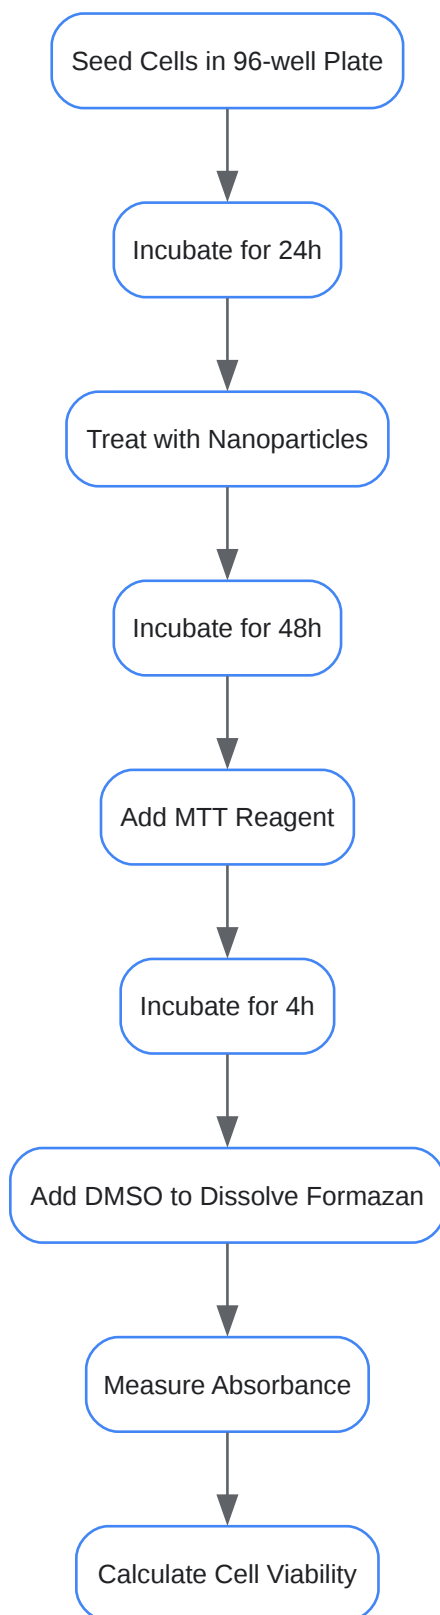 Seed Cells in 96-well Plate
Incubate for 24h
Treat with Nanoparticles
Incubate for 48h
Add MTT Reagent
Incubate for 4h
Add DMSO to Dissolve Formazan
Measure Absorbance
Calculate Cell Viability